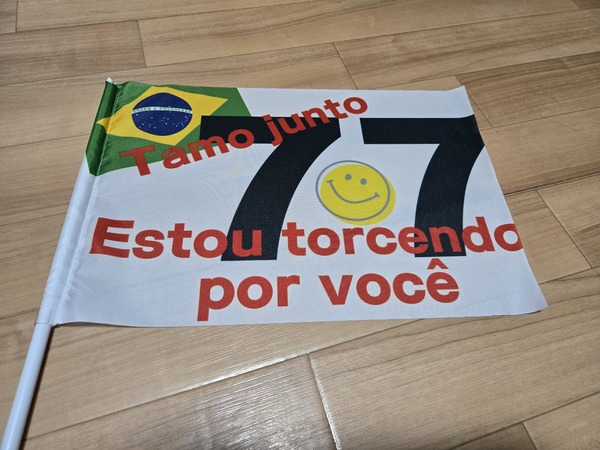 Tamo junto
77
Estou torcendo
por você